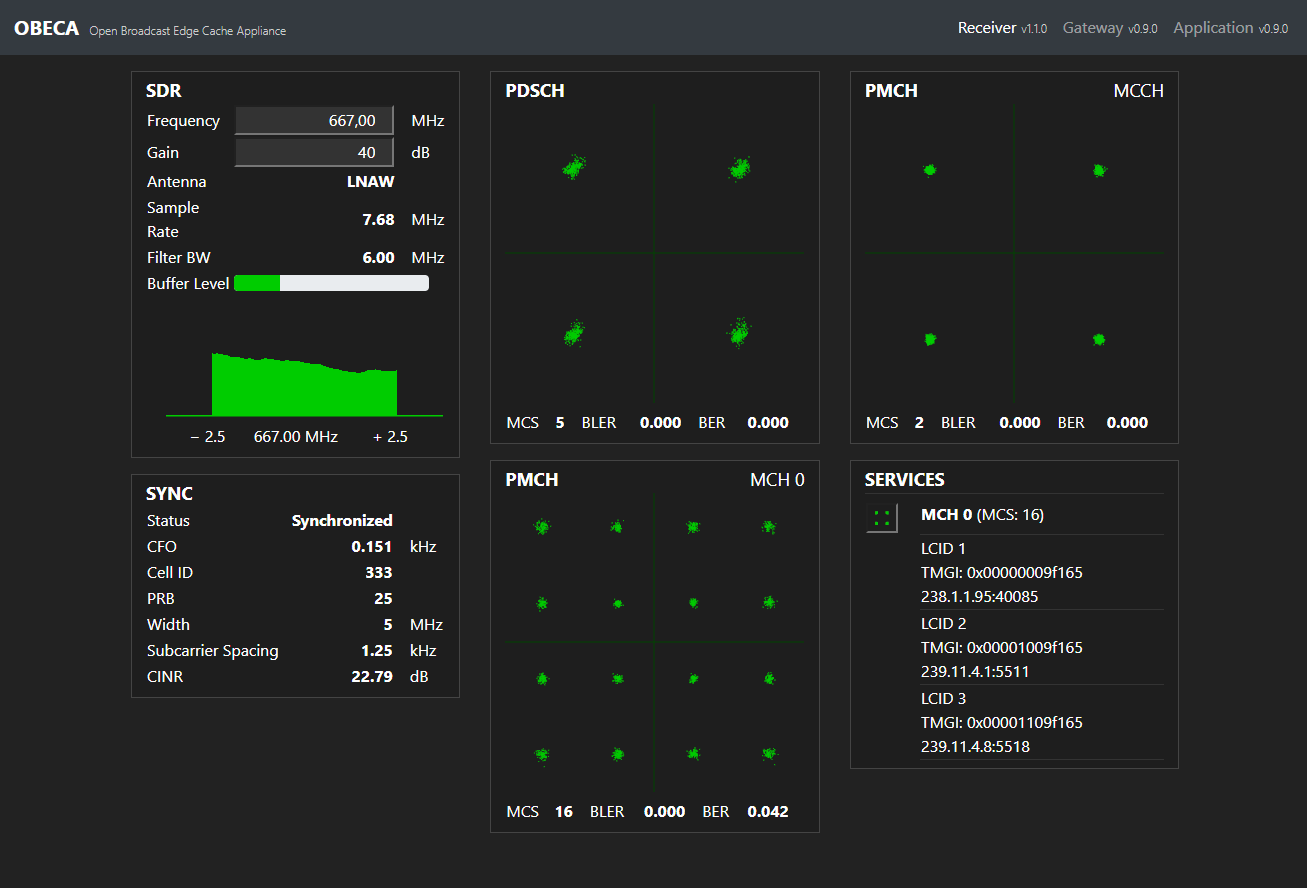 OBECA Open Broadcast Edge Cache Appliance
Receiver v1.1.0 Gateway v0.9.0 Application v0.9.0
SDR
Frequency 667,00 MHz
Gain 40 dB
Antenna LNAW
Sample Rate 7.68 MHz
Filter BW 6.00 MHz
Buffer Level
− 2.5 667.00 MHz + 2.5
SYNC
Status Synchronized
CFO 0.151 kHz
Cell ID 333
PRB 25
Width 5 MHz
Subcarrier Spacing 1.25 kHz
CINR 22.79 dB
PDSCH
MCS 5 BLER 0.000 BER 0.000
PMCH MCCH
MCS 2 BLER 0.000 BER 0.000
PMCH MCH 0
MCS 16 BLER 0.000 BER 0.042
SERVICES
MCH 0 (MCS: 16)
LCID 1
TMGI: 0x00000009f165
238.1.1.95:40085
LCID 2
TMGI: 0x00001009f165
239.11.4.1:5511
LCID 3
TMGI: 0x00001109f165
239.11.4.8:5518